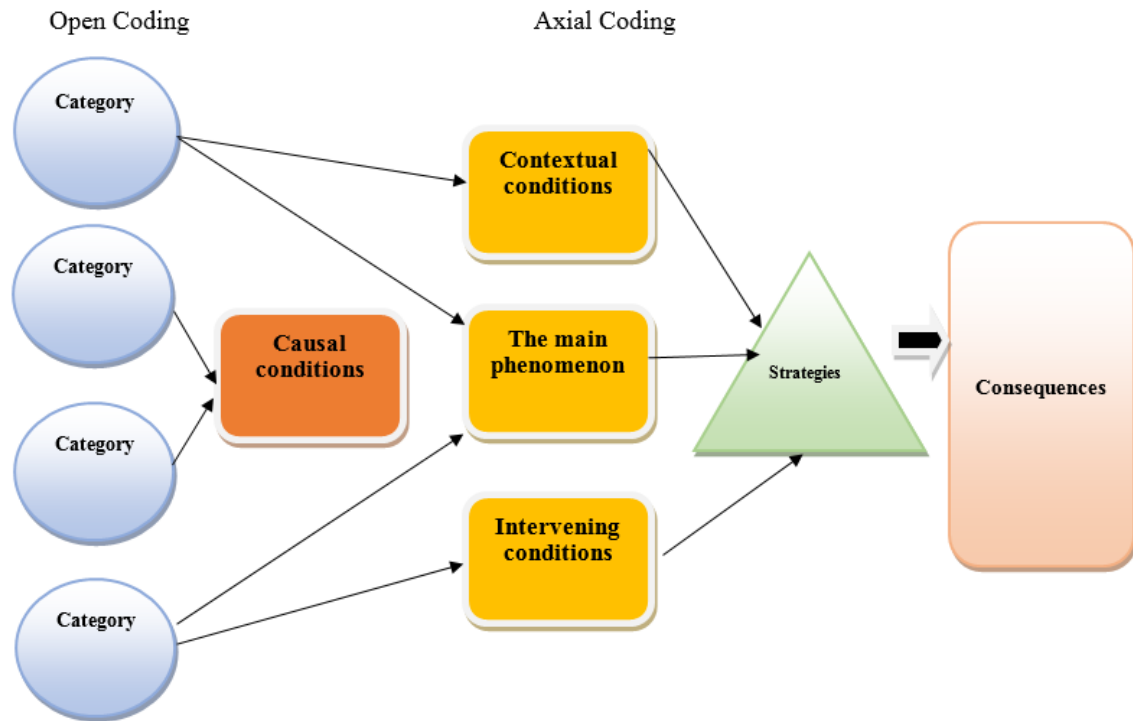 Open Coding
Axial Coding
Category
Category
Category
Category
Causal
conditions
Contextual
conditions
The main
phenomenon
Intervening
conditions
Strategies
Consequences